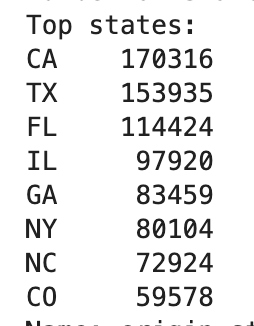 Top states:
CA    170316
TX    153935
FL    114424
IL     97920
GA     83459
NY     80104
NC     72924
CO     59578